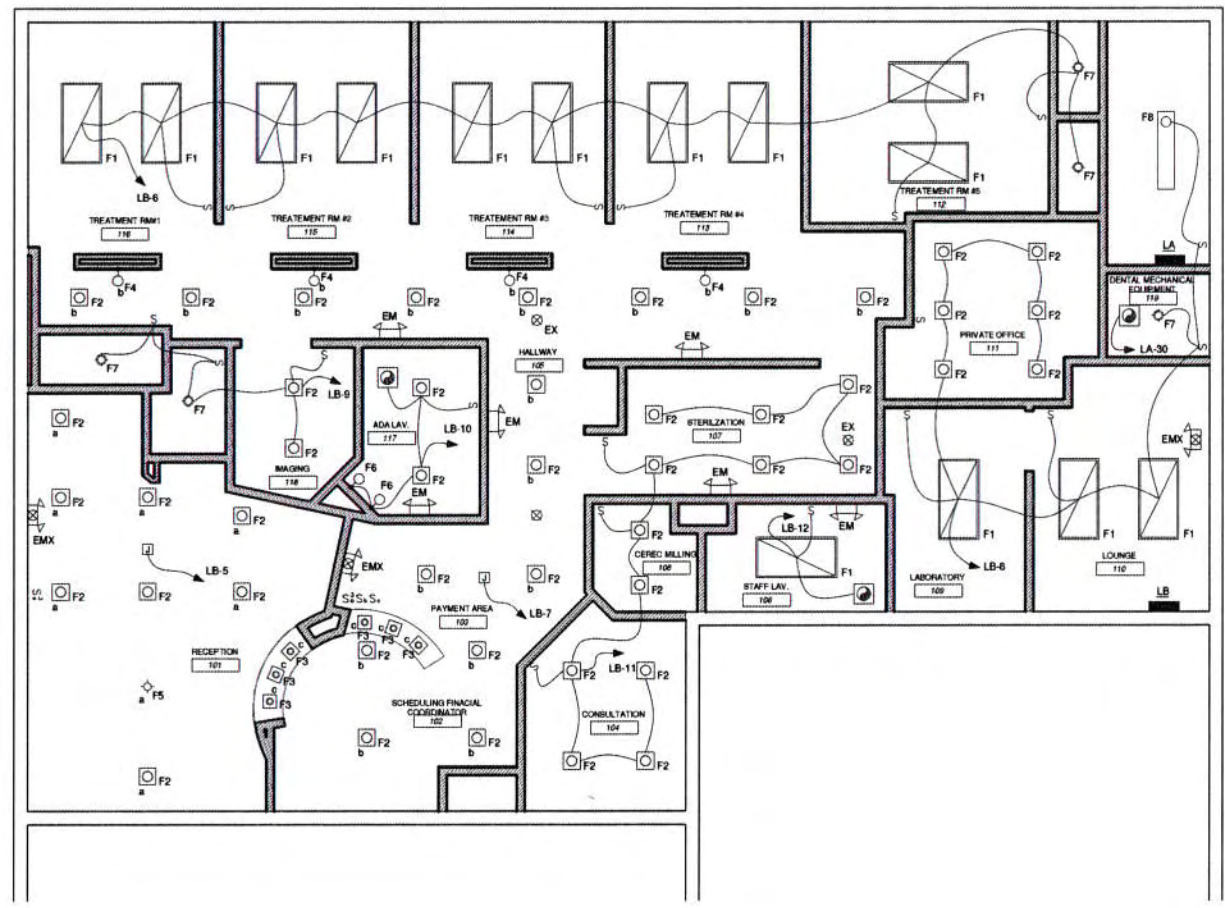 F1 F1 F1 F1 F1 F1 F1 F1 F1 F7 F8
LB-6 F1 F7
S S S S S S S
TREATMENT RM#1
116
TREATEMENT RM #2
115
TREATEMENT RM #3
114
TREATEMENT RM #4
113
TREATEMENT RM #5
112
F4 F4 F4 F4
b b b b
F2 F2 F2 F2 F2 F2 F2 F2
b b b b b b b b
EX
EM
EM
HALLWAY
105
F2
b
LA
DENTAL MECHANICAL
EQUIPMENT
119
F7
LA-30
PRIVATE OFFICE
111
F2 F2
F2 F2
F2 F2
S S S S
F7
F7
F2
LB-9
F2
IMAGING
118
ADA LAV.
117
F2
LB-10
F2
F6
F6
EM
EM
STERILZATION
107
F2 F2 F2
F2 F2 F2
EX
EM
EMX
F2
b
F2
a
F2
a
F2
a
F2
a
EMX
J
LB-5
F2
a
F2
a
F2
a
EMX
F2
b
J
LB-7
F2
b
PAYMENT AREA
103
CEREC MILLING
108
F2
F2
LB-12
EM
F1
STAFF LAV.
106
F1
LB-6
LABORATORY
109
F1 F1
LOUNGE
110
LB
RECEPTION
101
F5
a
F2
a
c F3
c F3
c F3
c F3
c F3
c F3
F2
b
F2
b
SCHEDULING FINACIAL
COORDINATOR
102
F2
b
F2
b
F2
LB-11
F2
CONSULTATION
104
F2
F2